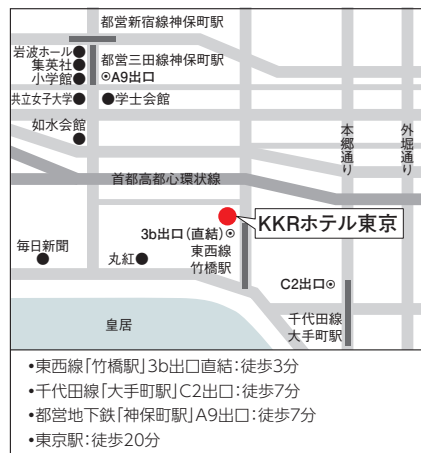 都営新宿線神保町駅
岩波ホール
集英社
小学館
都営三田線神保町駅
A9出口
共立女子大学
学士会館
如水会館
本郷通り
外堀通り
首都高都心環状線
KKRホテル東京
3b出口(直結)
東西線
竹橋駅
毎日新聞
丸紅
C2出口
千代田線
大手町駅
皇居
•東西線「竹橋駅」3b出口直結:徒歩3分
•千代田線「大手町駅」C2出口:徒歩7分
•都営地下鉄「神保町駅」A9出口:徒歩7分
•東京駅:徒歩20分